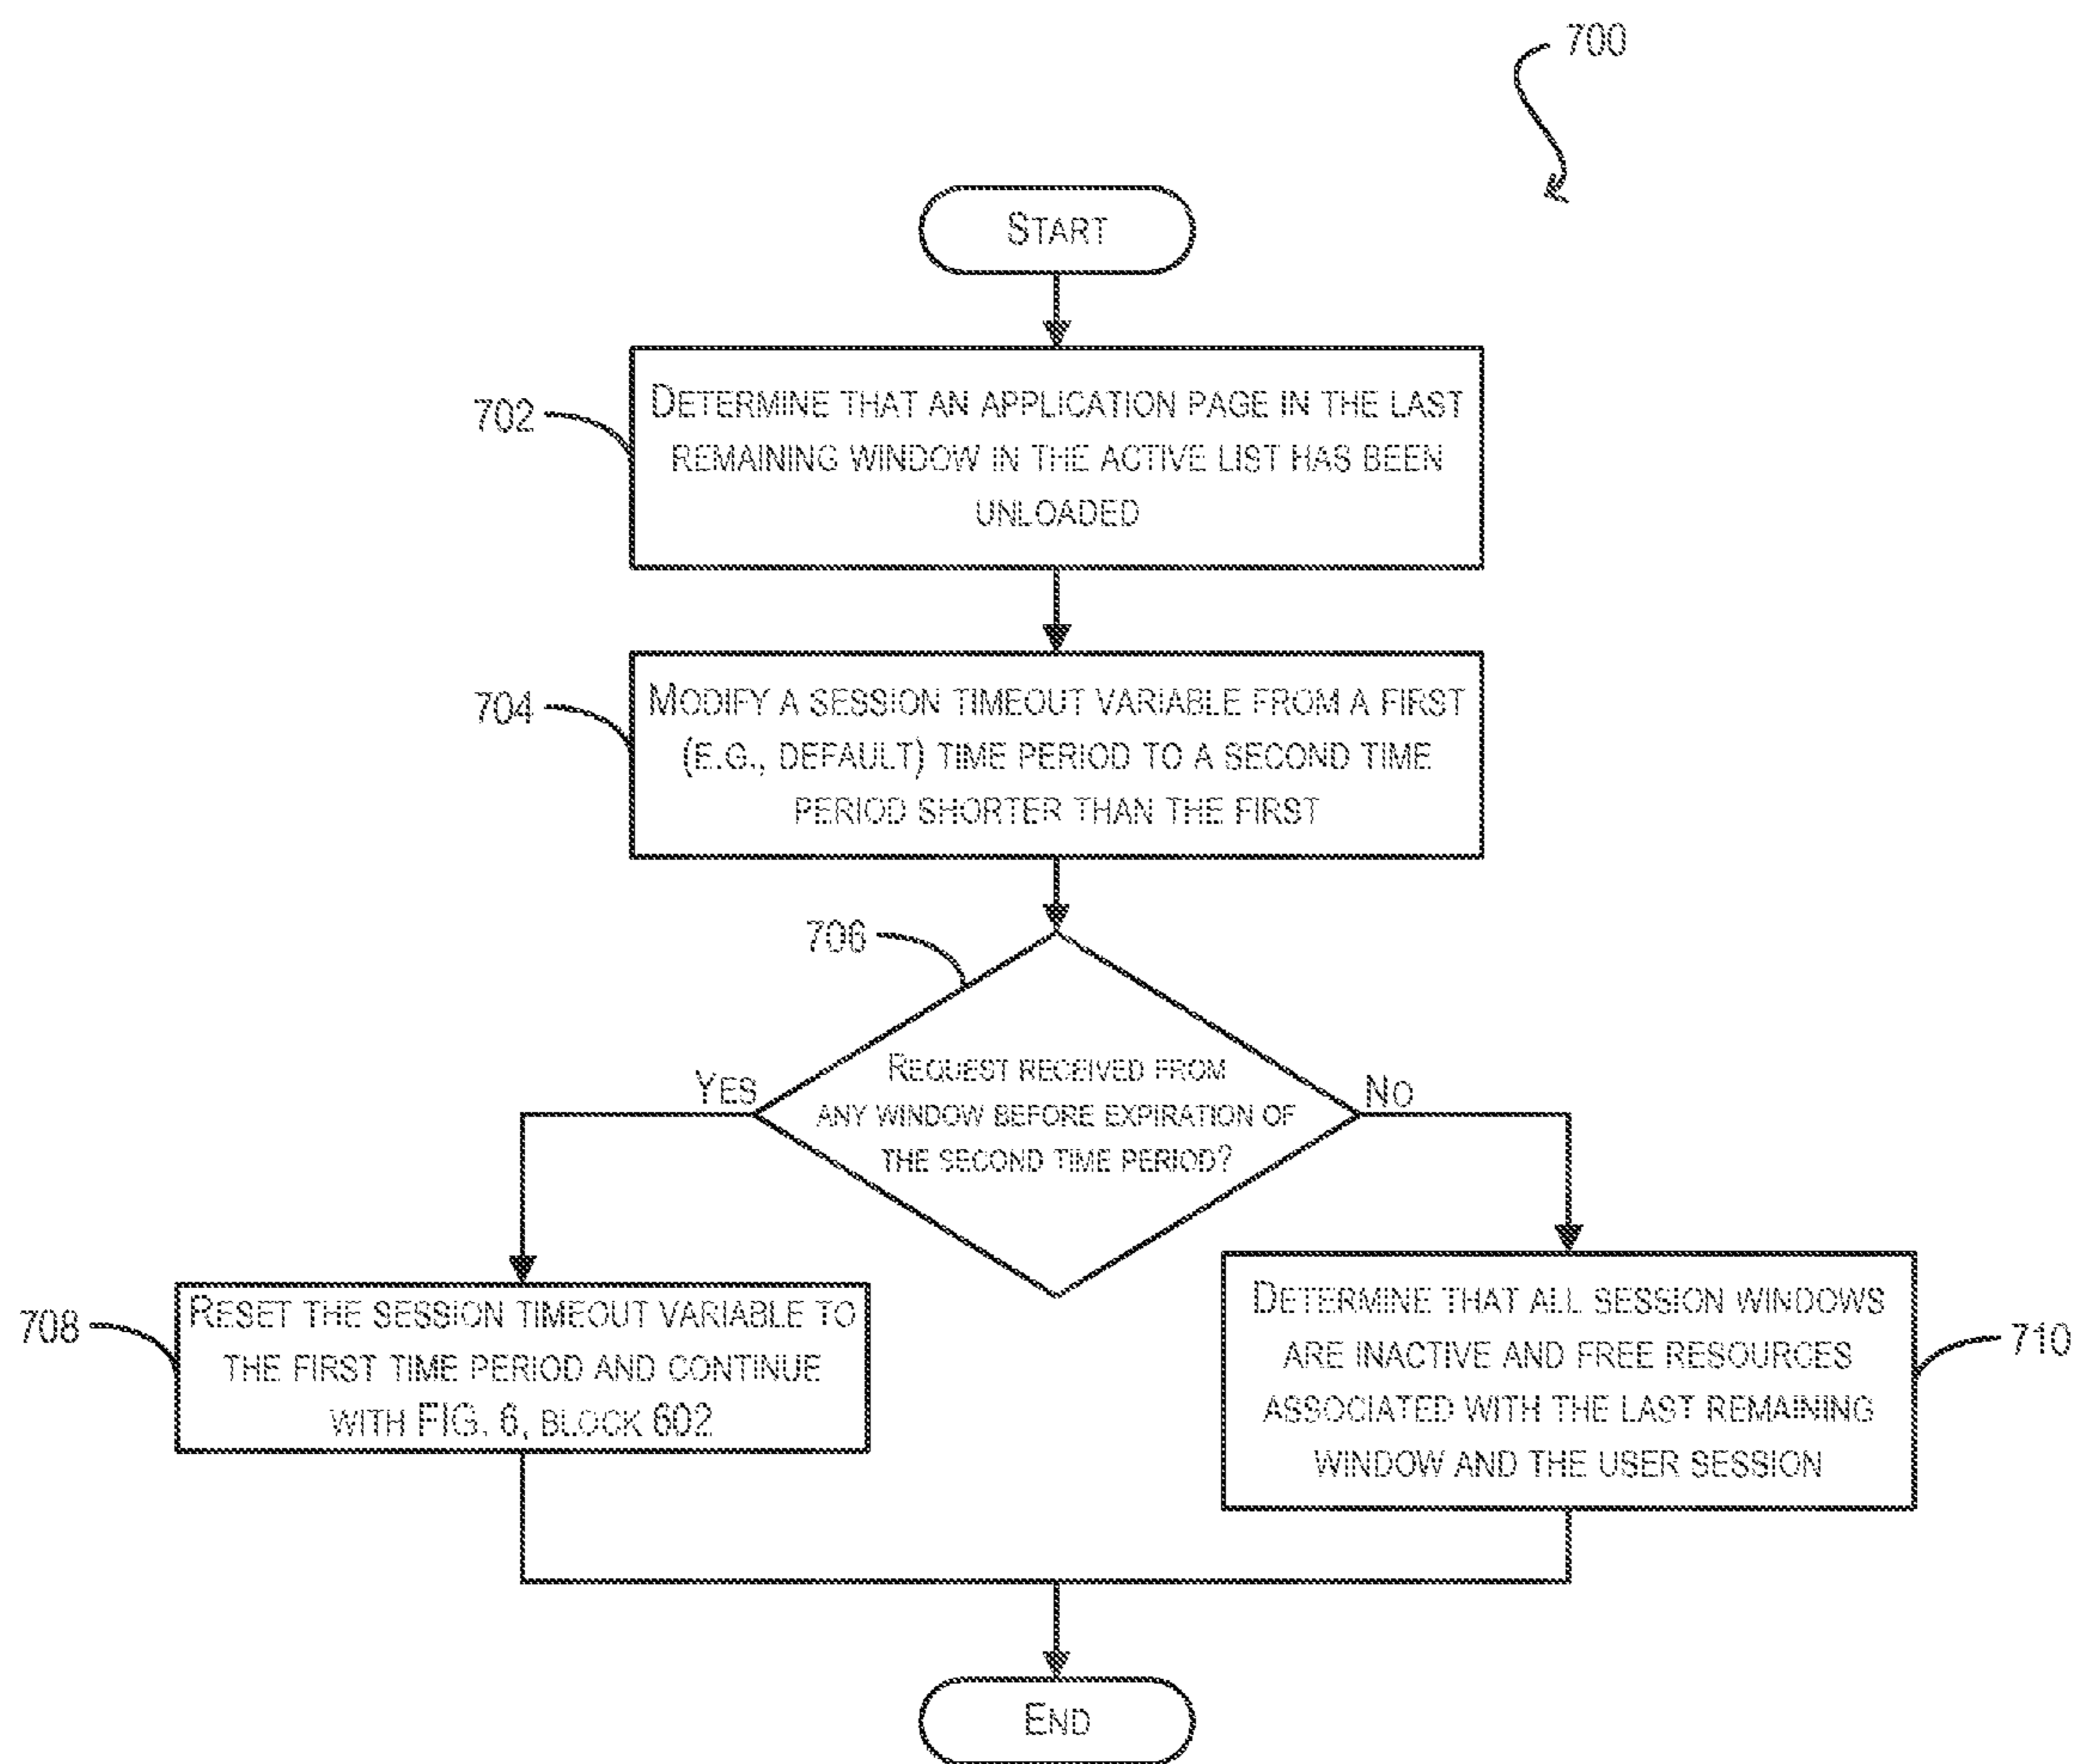 700
START
702
DETERMINE THAT AN APPLICATION PAGE IN THE LAST
REMAINING WINDOW IN THE ACTIVE LIST HAS BEEN
UNLOADED
704
MODIFY A SESSION TIMEOUT VARIABLE FROM A FIRST
(E.G., DEFAULT) TIME PERIOD TO A SECOND TIME
PERIOD SHORTER THAN THE FIRST
706
REQUEST RECEIVED FROM
ANY WINDOW BEFORE EXPIRATION OF
THE SECOND TIME PERIOD?
YES
NO
708
RESET THE SESSION TIMEOUT VARIABLE TO
THE FIRST TIME PERIOD AND CONTINUE
WITH FIG. 6, BLOCK 602
DETERMINE THAT ALL SESSION WINDOWS
ARE INACTIVE AND FREE RESOURCES
ASSOCIATED WITH THE LAST REMAINING
WINDOW AND THE USER SESSION
710
END